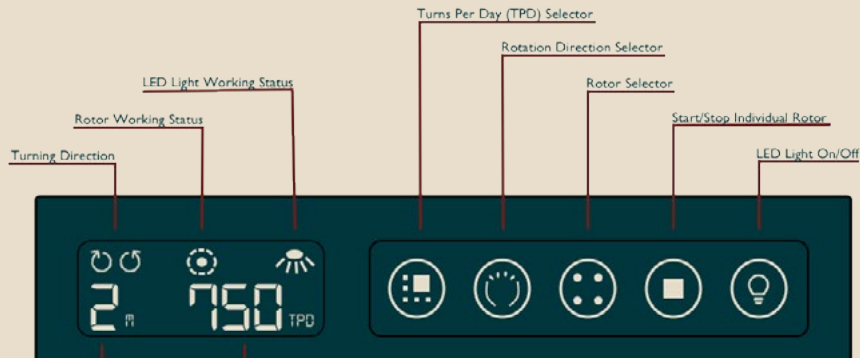 Turns Per Day (TPD) Selector
Rotation Direction Selector
LED Light Working Status
Rotor Selector
Rotor Working Status
Start/Stop Individual Rotor
Turning Direction
LED Light On/Off
2 m 750 TPD